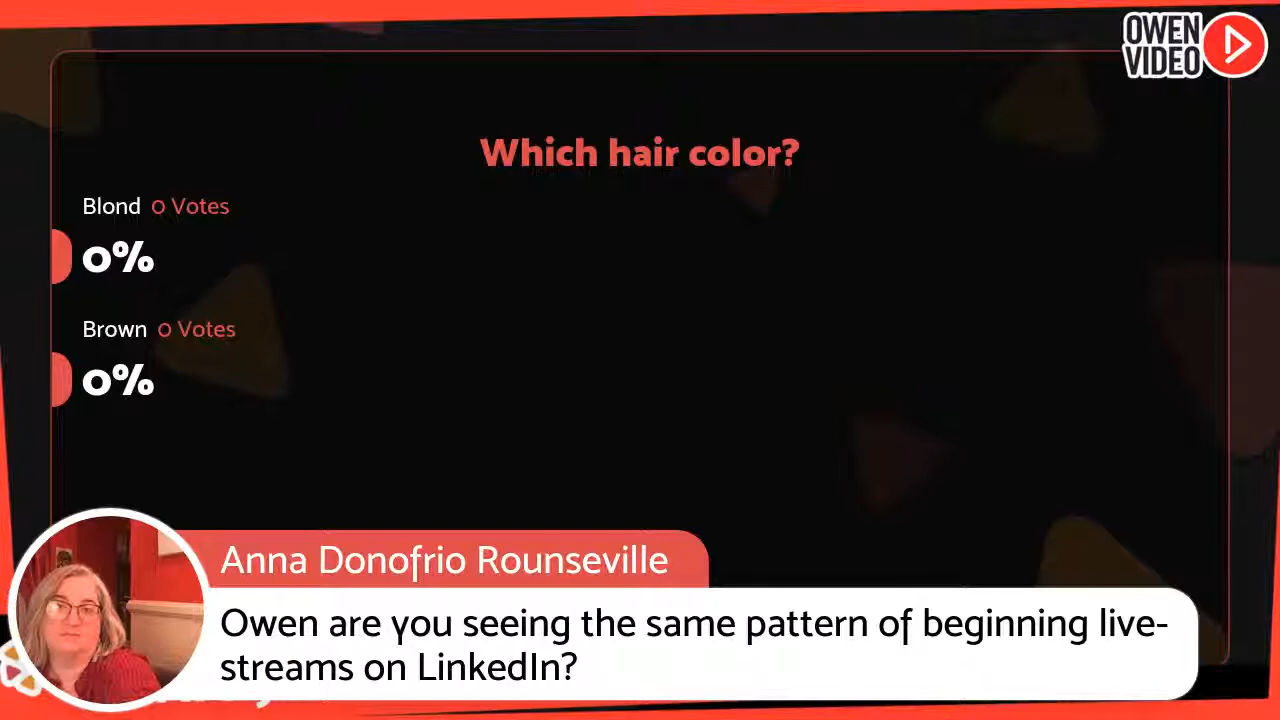 OWEN
VIDEO
Which hair color?
Blond 0 Votes
0%
Brown 0 Votes
0%
Anna Donofrio Rounseville
Owen are you seeing the same pattern of beginning live-
streams on LinkedIn?